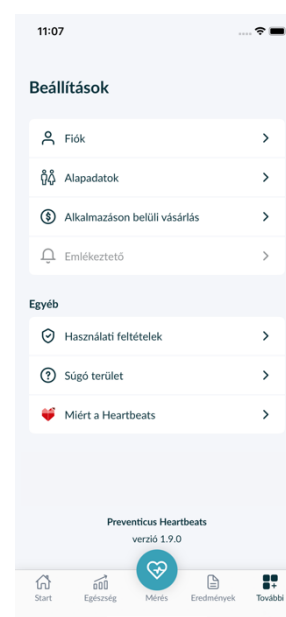 11:07
Beállítások
Fiók
Alapadatok
Alkalmazáson belüli vásárlás
Emlékeztető
Egyéb
Használati feltételek
Súgó terület
Miért a Heartbeats
Preventicus Heartbeats
verzió 1.9.0
Start Egészség Mérés Eredmények További